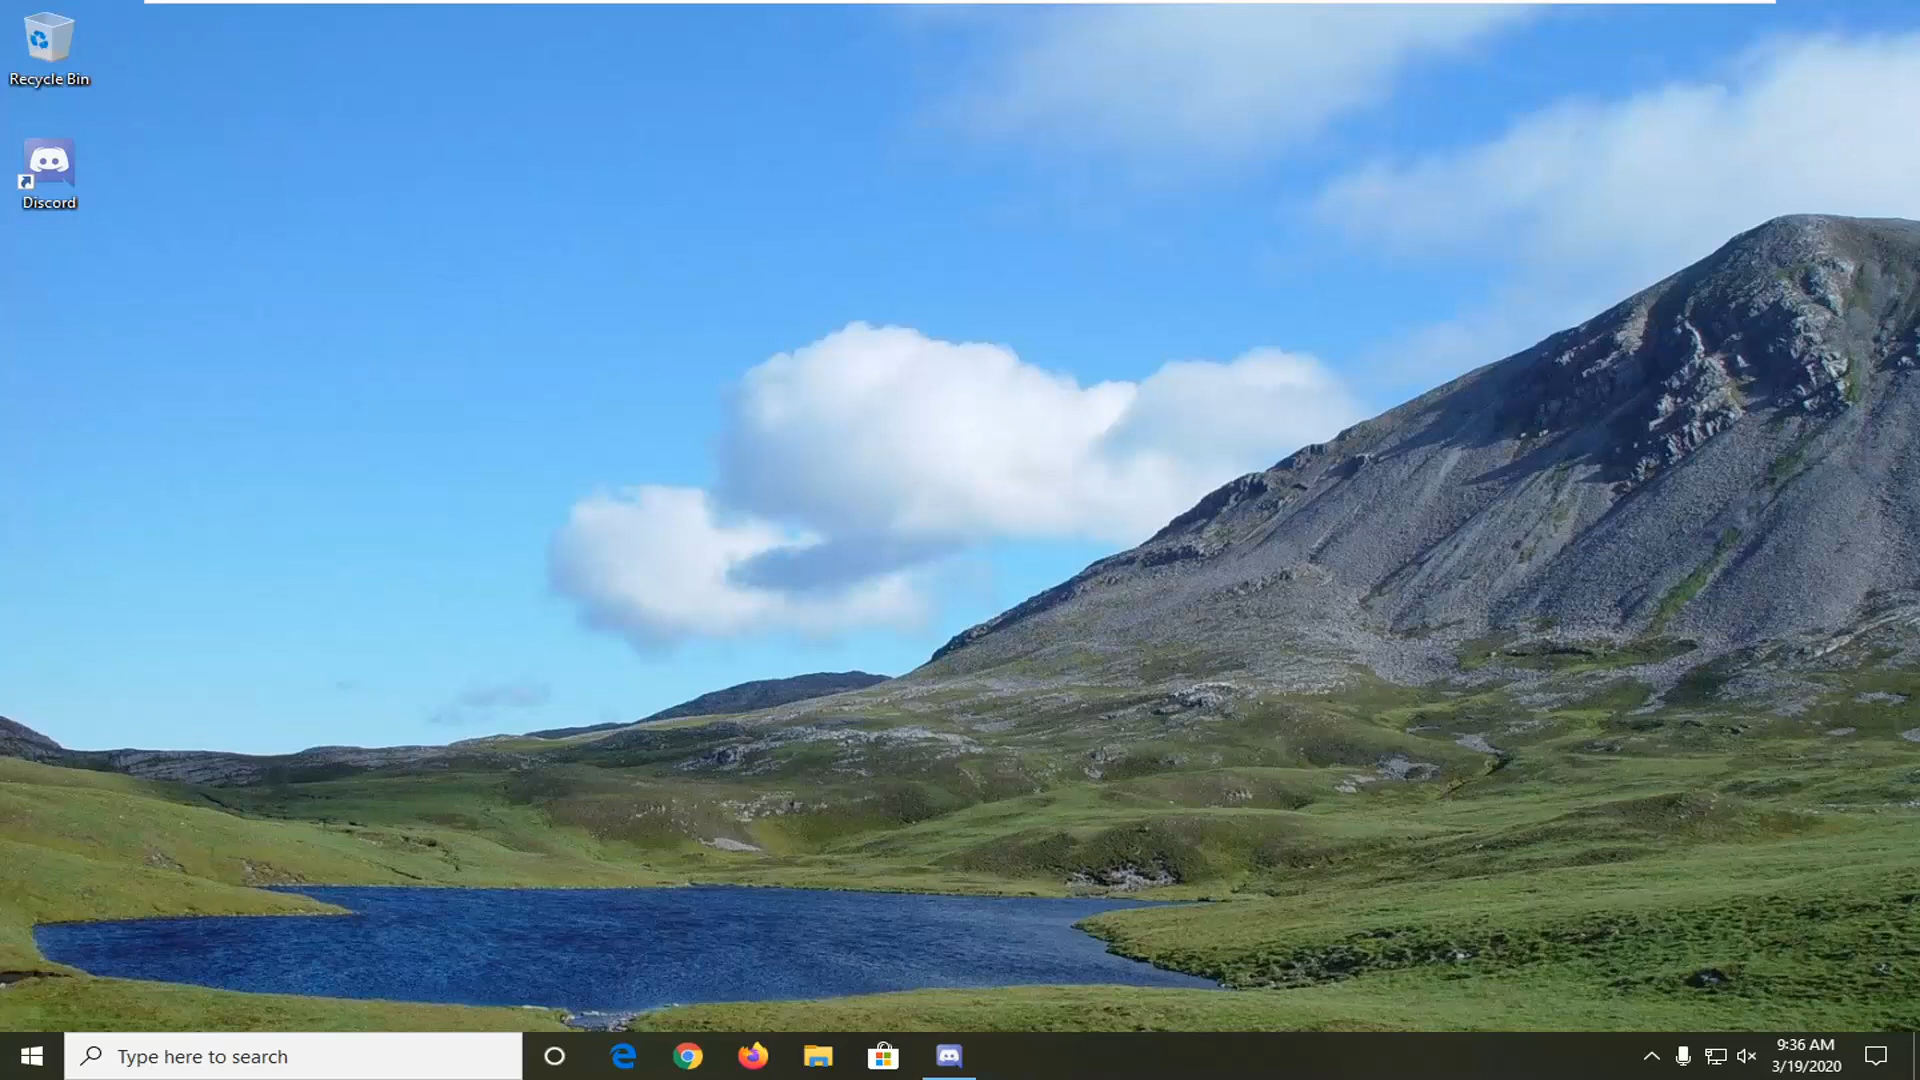 Recycle Bin
Discord
Type here to search
9:36 AM
3/19/2020